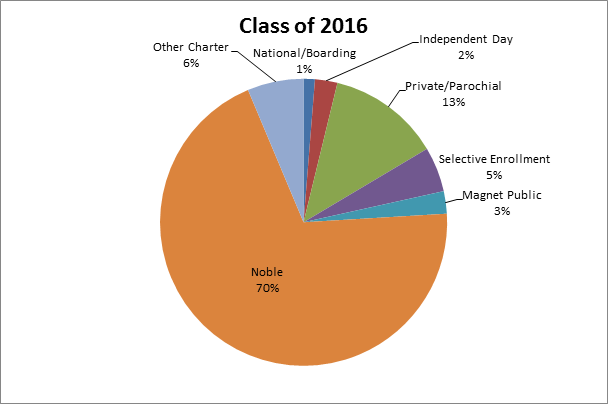 Class of 2016
Other Charter
6%
National/Boarding
1%
Independent Day
2%
Private/Parochial
13%
Selective Enrollment
5%
Magnet Public
3%
Noble
70%